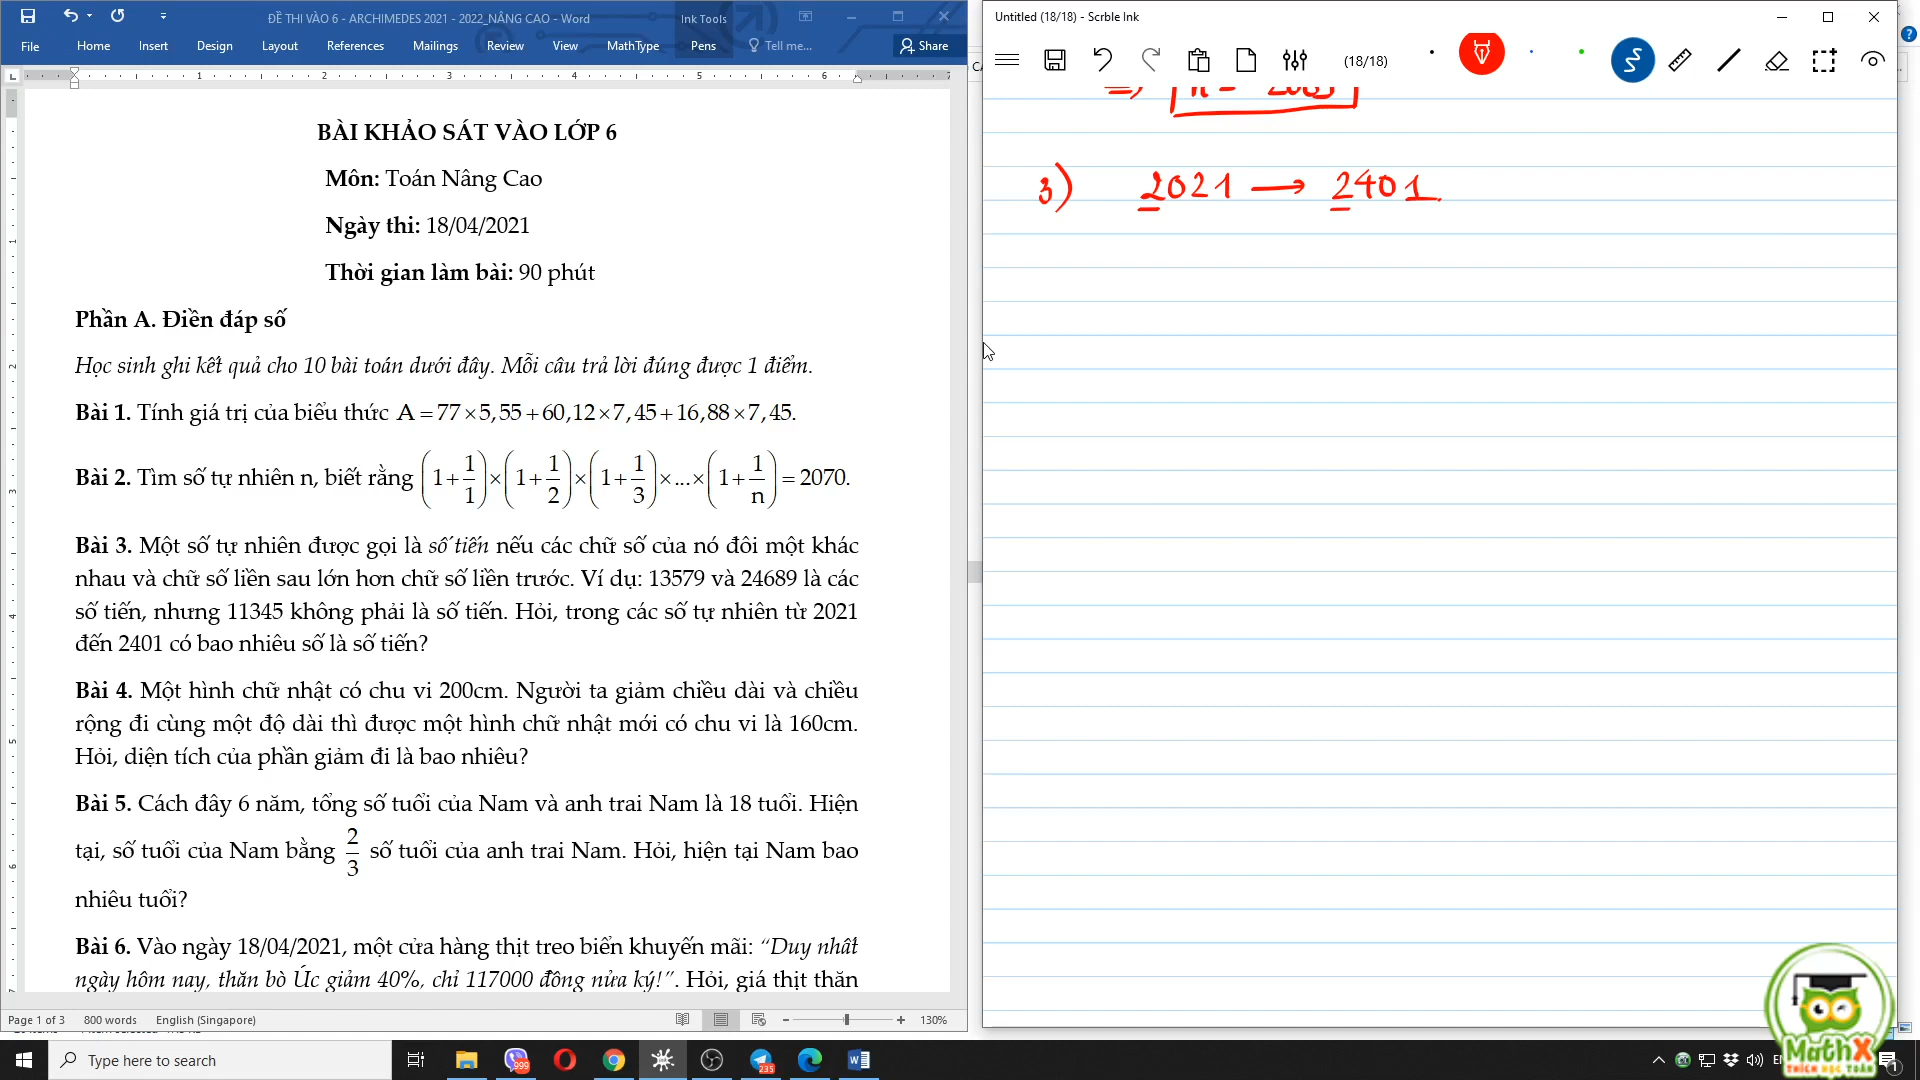 ĐỀ THI VÀO 6 - ARCHIMEDES 2021 - 2022_NÂNG CAO - Word
Ink Tools
File Home Insert Design Layout References Mailings Review View MathType Pens Tell me... Share
BÀI KHẢO SÁT VÀO LỚP 6
Môn: Toán Nâng Cao
Ngày thi: 18/04/2021
Thời gian làm bài: 90 phút
Phần A. Điền đáp số
Học sinh ghi kết quả cho 10 bài toán dưới đây. Mỗi câu trả lời đúng được 1 điểm.
Bài 1. Tính giá trị của biểu thức A = 77 × 5,55 + 60,12 × 7,45 + 16,88 × 7,45.
Bài 2. Tìm số tự nhiên n, biết rằng (1 + 1/1) × (1 + 1/2) × (1 + 1/3) × ... × (1 + 1/n) = 2070.
Bài 3. Một số tự nhiên được gọi là số tiến nếu các chữ số của nó đôi một khác
nhau và chữ số liền sau lớn hơn chữ số liền trước. Ví dụ: 13579 và 24689 là các
số tiến, nhưng 11345 không phải là số tiến. Hỏi, trong các số tự nhiên từ 2021
đến 2401 có bao nhiêu số là số tiến?
Bài 4. Một hình chữ nhật có chu vi 200cm. Người ta giảm chiều dài và chiều
rộng đi cùng một độ dài thì được một hình chữ nhật mới có chu vi là 160cm.
Hỏi, diện tích của phần giảm đi là bao nhiêu?
Bài 5. Cách đây 6 năm, tổng số tuổi của Nam và anh trai Nam là 18 tuổi. Hiện
tại, số tuổi của Nam bằng 2/3 số tuổi của anh trai Nam. Hỏi, hiện tại Nam bao
nhiêu tuổi?
Bài 6. Vào ngày 18/04/2021, một cửa hàng thịt treo biển khuyến mãi: “Duy nhất
ngày hôm nay, thăn bò Úc giảm 40%, chỉ 117000 đồng nửa ký!”. Hỏi, giá thịt thăn
Page 1 of 3 800 words English (Singapore) 130%
Untitled (18/18) - Scrble Ink
(18/18)
3) 2021 → 2401
MathX
THÍCH HỌC TOÁN
Type here to search